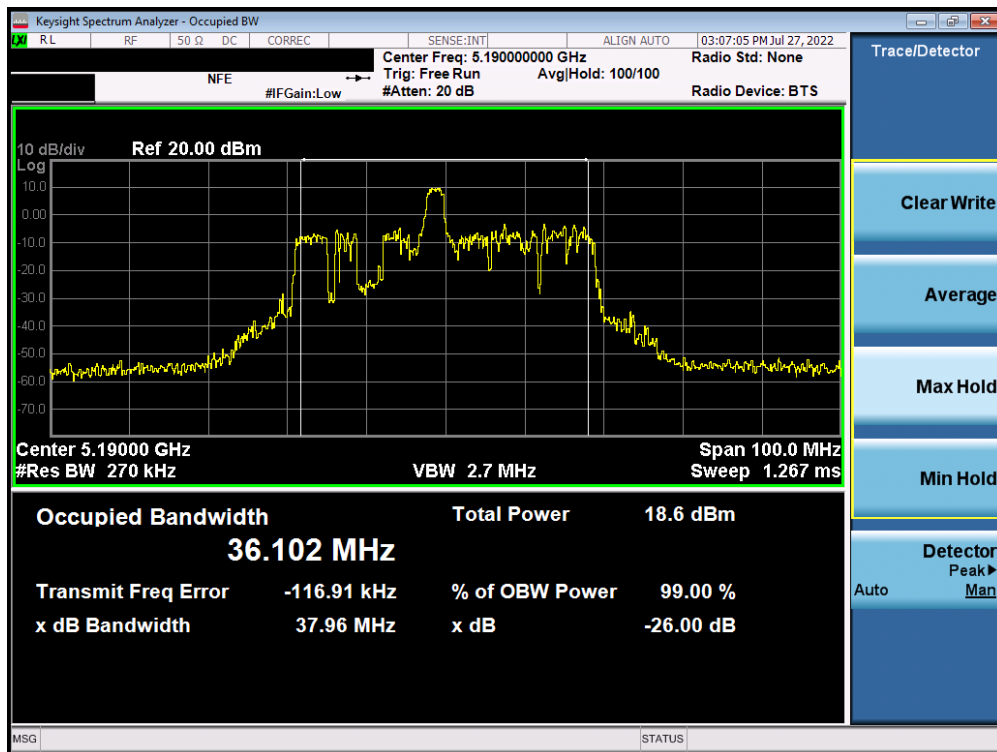 Keysight Spectrum Analyzer - Occupied BW
LXI RL RF 50 Ω DC CORREC SENSE:INT ALIGN AUTO 03:07:05 PM Jul 27, 2022
Center Freq: 5.190000000 GHz Radio Std: None
NFE Trig: Free Run Avg|Hold: 100/100
#IFGain:Low #Atten: 20 dB Radio Device: BTS
10 dB/div Ref 20.00 dBm
Log
10.0
0.00
-10.0
-20.0
-30.0
-40.0
-50.0
-60.0
-70.0
Center 5.19000 GHz Span 100.0 MHz
#Res BW 270 kHz VBW 2.7 MHz Sweep 1.267 ms
Occupied Bandwidth Total Power 18.6 dBm
36.102 MHz
Transmit Freq Error -116.91 kHz % of OBW Power 99.00 %
x dB Bandwidth 37.96 MHz x dB -26.00 dB
MSG STATUS
Trace/Detector
Clear Write
Average
Max Hold
Min Hold
Detector
Peak▶
Auto Man